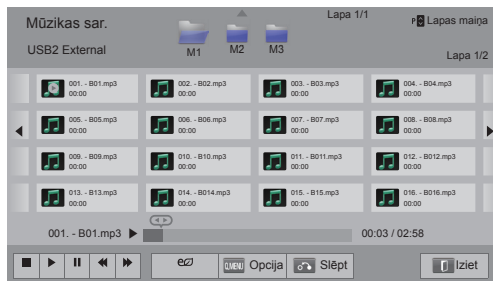 Mūzikas sar.
Lapa 1/1
P Lapas maiņa
USB2 External
M1 M2 M3
Lapa 1/2
001. - B01.mp3 002. - B02.mp3 003. - B03.mp3 004. - B04.mp3
00:00 00:00 00:00 00:00
005. - B05.mp3 006. - B06.mp3 007. - B07.mp3 008. - B08.mp3
00:00 00:00 00:00 00:00
009. - B09.mp3 010. - B10.mp3 011. - B011.mp3 012. - B12.mp3
00:00 00:00 00:00 00:00
013. - B13.mp3 014. - B014.mp3 015. - B15.mp3 016. - B016.mp3
00:00 00:00 00:00 00:00
001. - B01.mp3 00:03 / 02:58
Q.MENU Opcija Slēpt Iziet